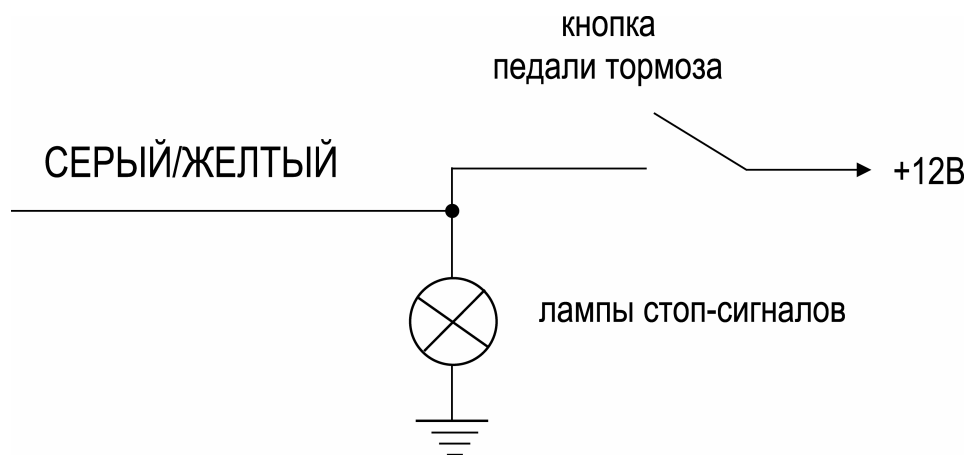 кнопка
педали тормоза
СЕРЫЙ/ЖЕЛТЫЙ
+12В
лампы стоп-сигналов